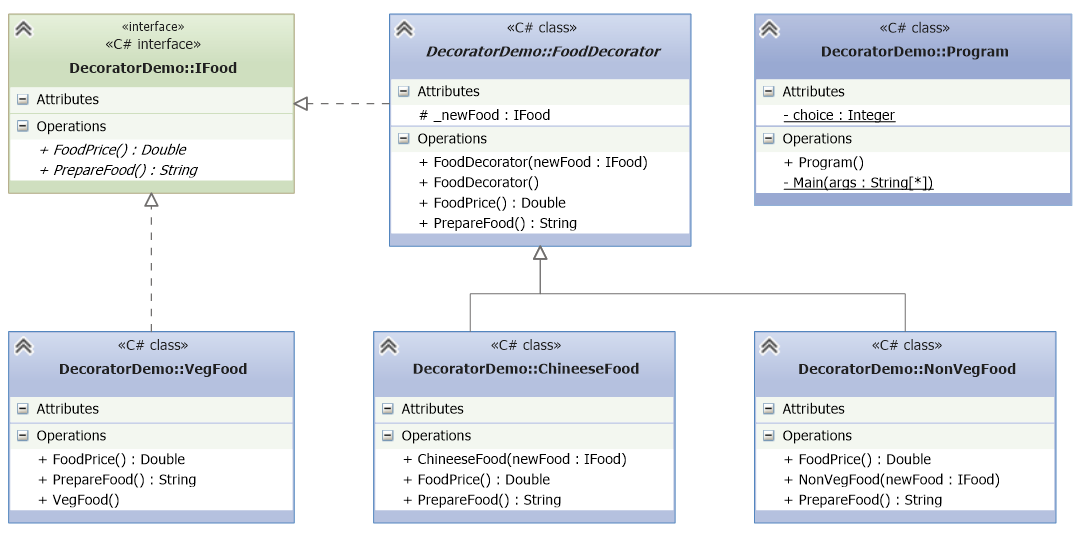 «interface»
«C# interface»
DecoratorDemo::IFood
Attributes
Operations
+ FoodPrice() : Double
+ PrepareFood() : String
«C# class»
DecoratorDemo::FoodDecorator
Attributes
# _newFood : IFood
Operations
+ FoodDecorator(newFood : IFood)
+ FoodDecorator()
+ FoodPrice() : Double
+ PrepareFood() : String
«C# class»
DecoratorDemo::Program
Attributes
- choice : Integer
Operations
+ Program()
- Main(args : String[*])
«C# class»
DecoratorDemo::VegFood
Attributes
Operations
+ FoodPrice() : Double
+ PrepareFood() : String
+ VegFood()
«C# class»
DecoratorDemo::ChineeseFood
Attributes
Operations
+ ChineeseFood(newFood : IFood)
+ FoodPrice() : Double
+ PrepareFood() : String
«C# class»
DecoratorDemo::NonVegFood
Attributes
Operations
+ FoodPrice() : Double
+ NonVegFood(newFood : IFood)
+ PrepareFood() : String